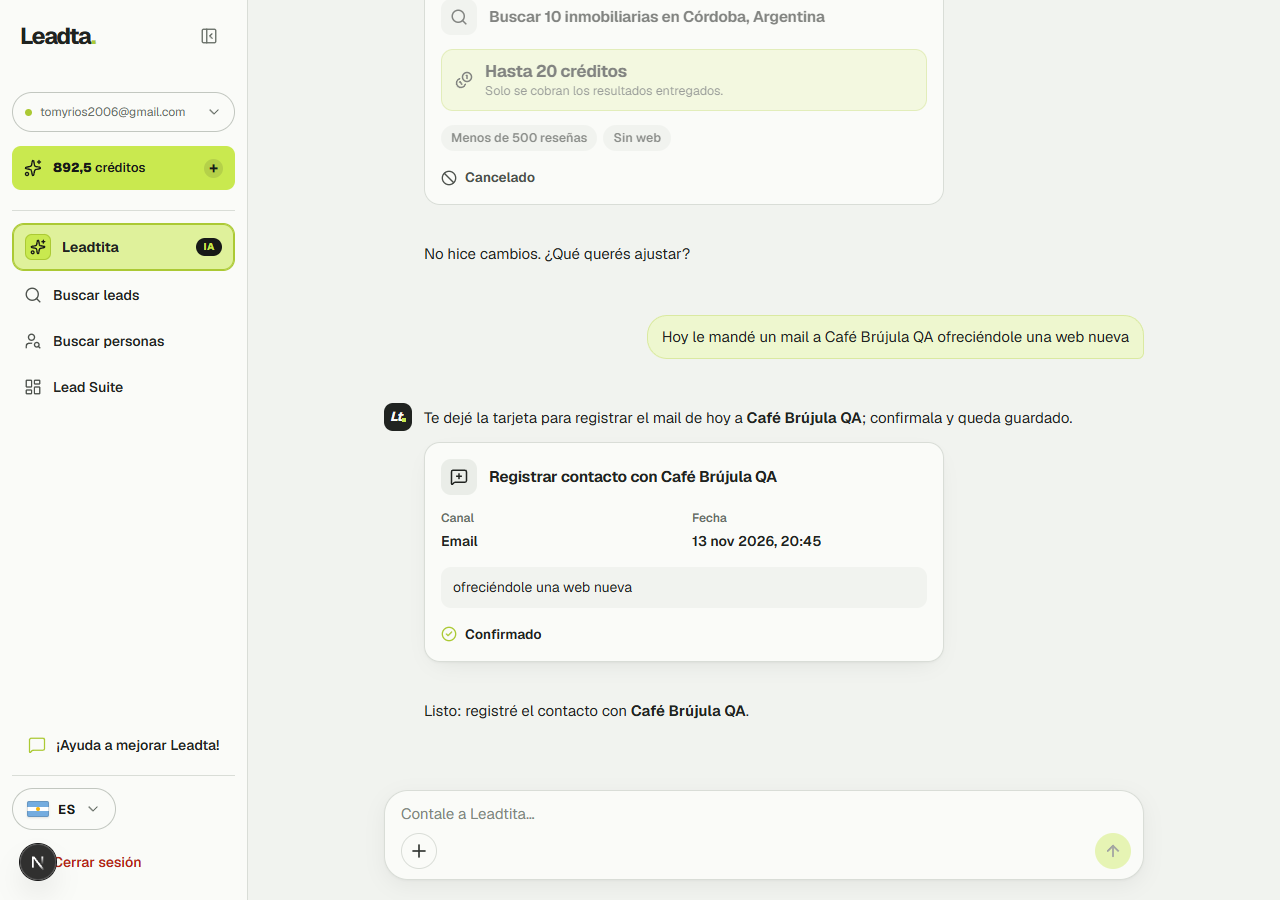 Leadta.
tomyrios2006@gmail.com
892,5 créditos
Leadtita
IA
Buscar leads
Buscar personas
Lead Suite
¡Ayuda a mejorar Leadta!
ES
N
Cerrar sesión
Buscar 10 inmobiliarias en Córdoba, Argentina
Hasta 20 créditos
Solo se cobran los resultados entregados.
Menos de 500 reseñas
Sin web
Cancelado
No hice cambios. ¿Qué querés ajustar?
Hoy le mandé un mail a Café Brújula QA ofreciéndole una web nueva
Lt.
Te dejé la tarjeta para registrar el mail de hoy a Café Brújula QA; confirmala y queda guardado.
Registrar contacto con Café Brújula QA
Canal
Fecha
Email
13 nov 2026, 20:45
ofreciéndole una web nueva
Confirmado
Listo: registré el contacto con Café Brújula QA.
Contale a Leadtita…